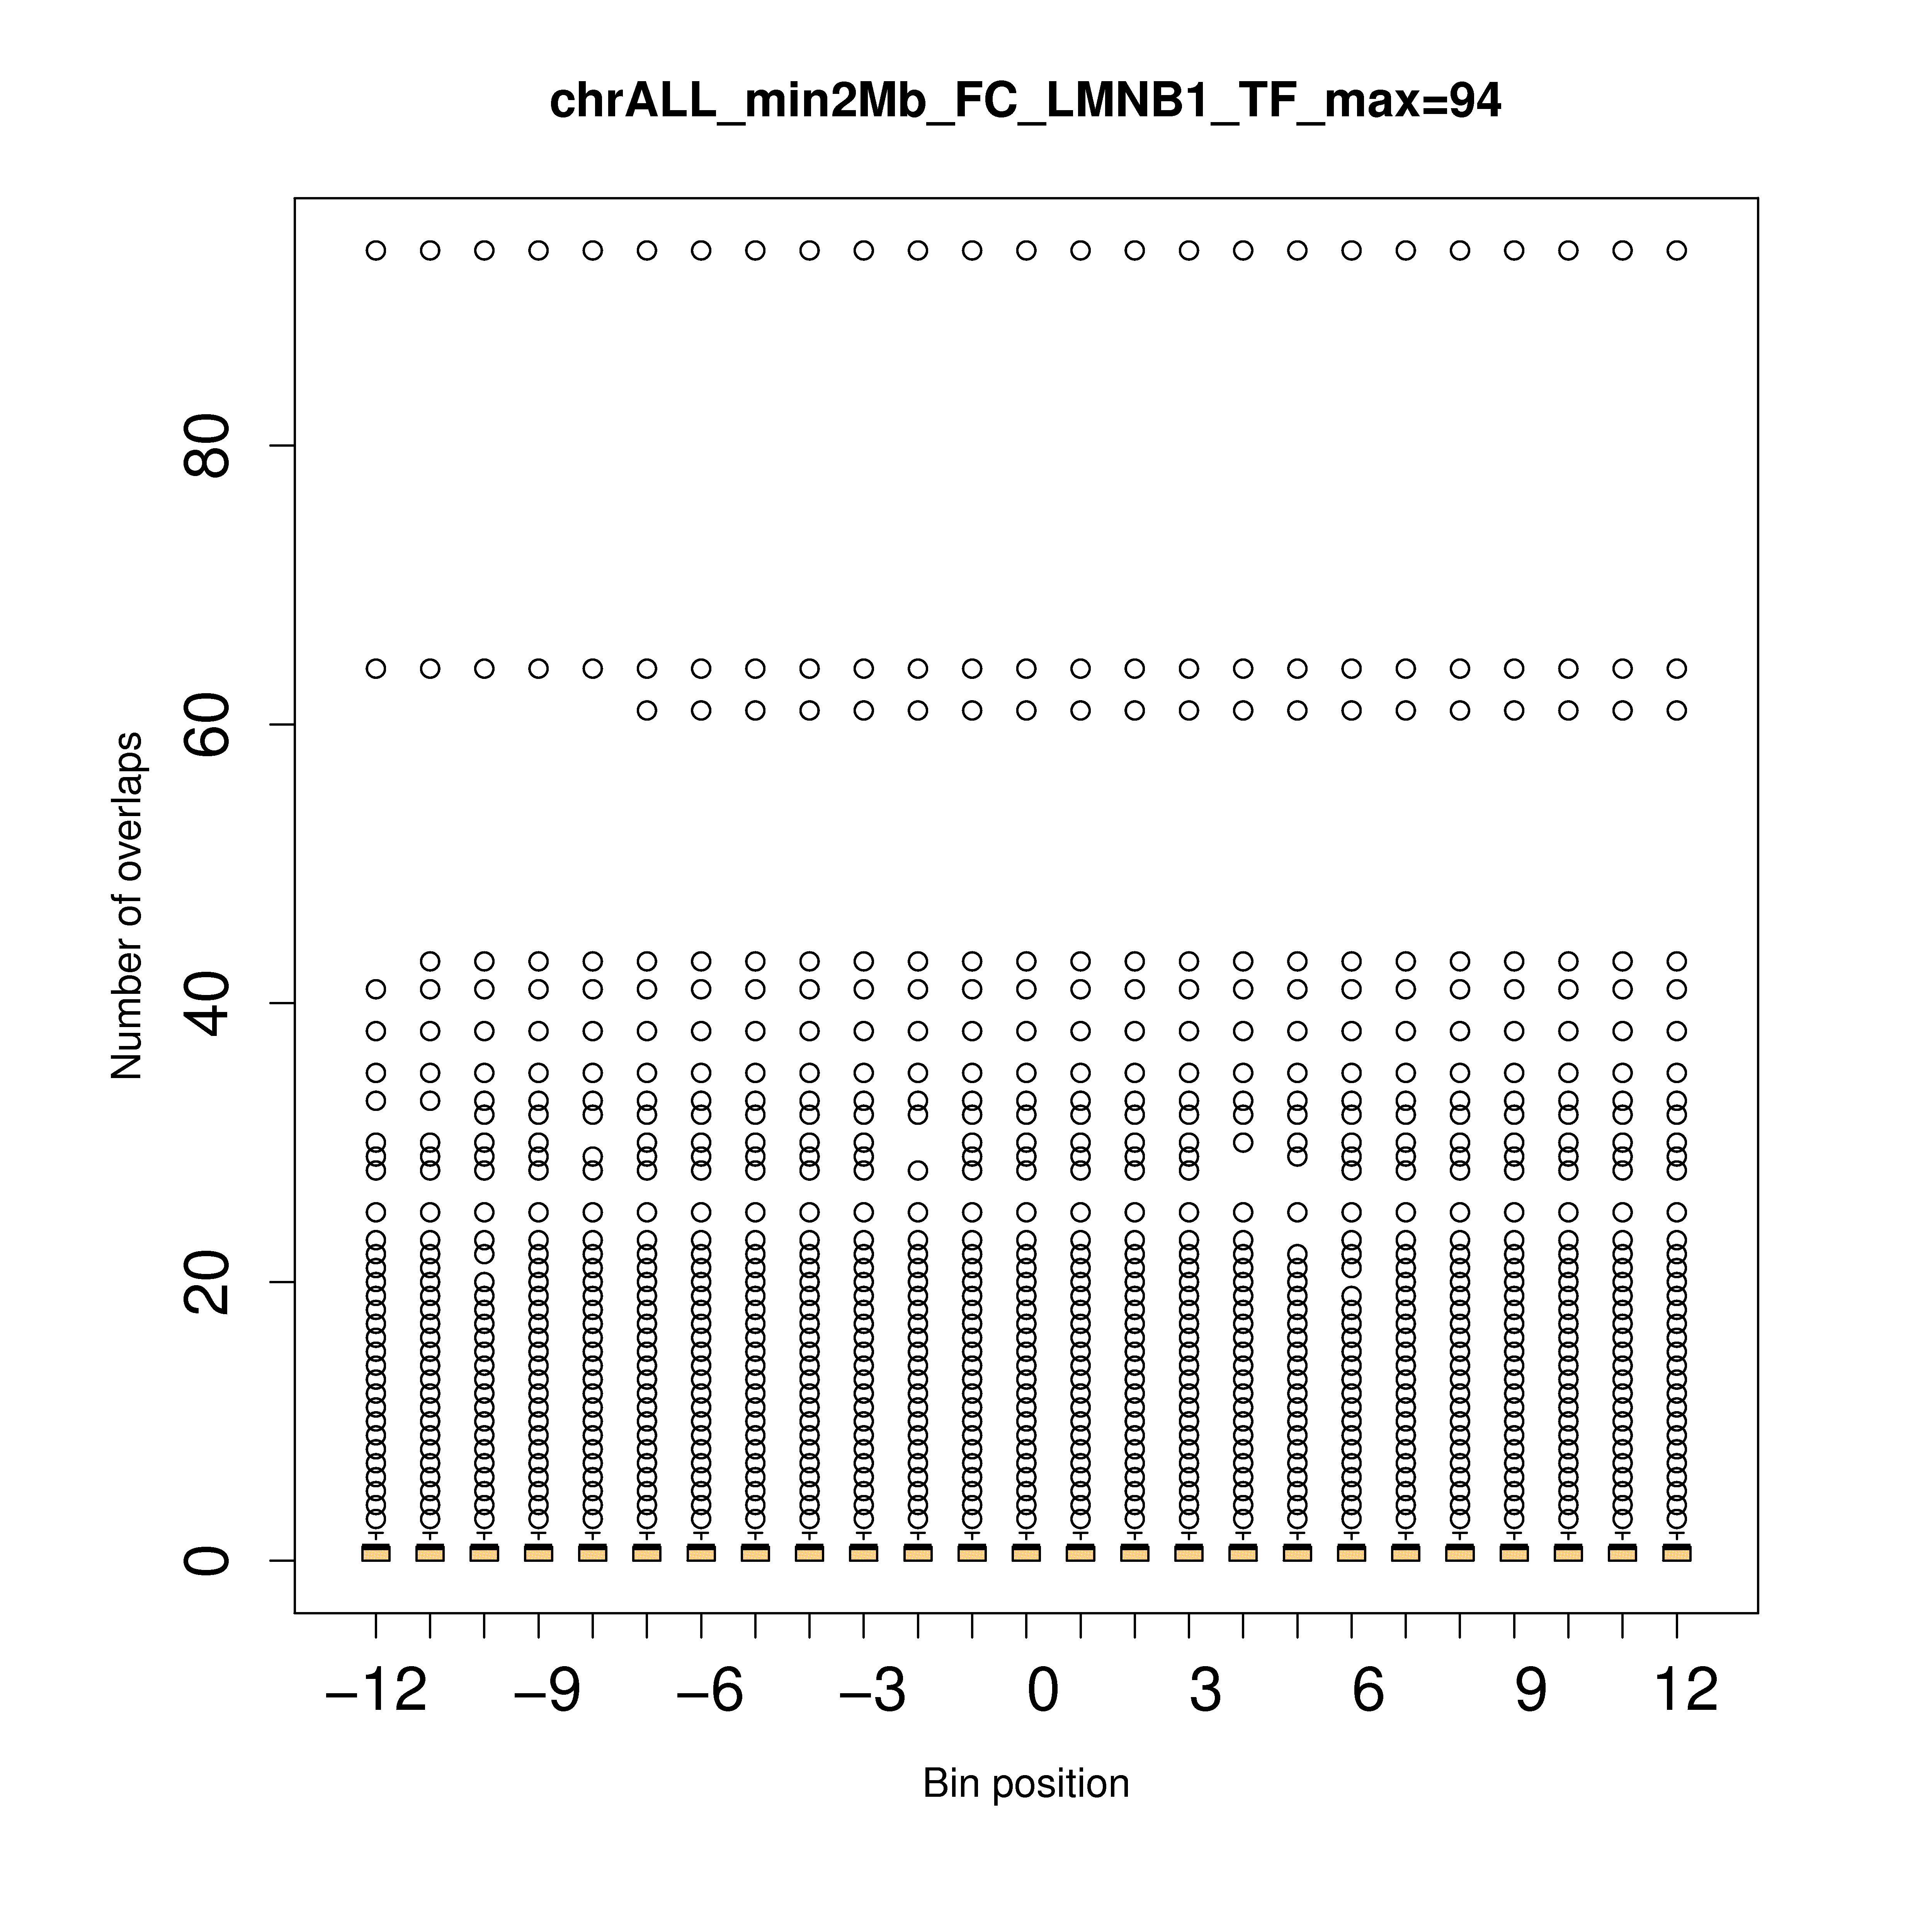 chrALL_min2Mb_FC_LMNB1_TF_max=94
80
60
40
20
0
Number of overlaps
−12 −9 −6 −3 0 3 6 9 12
Bin position